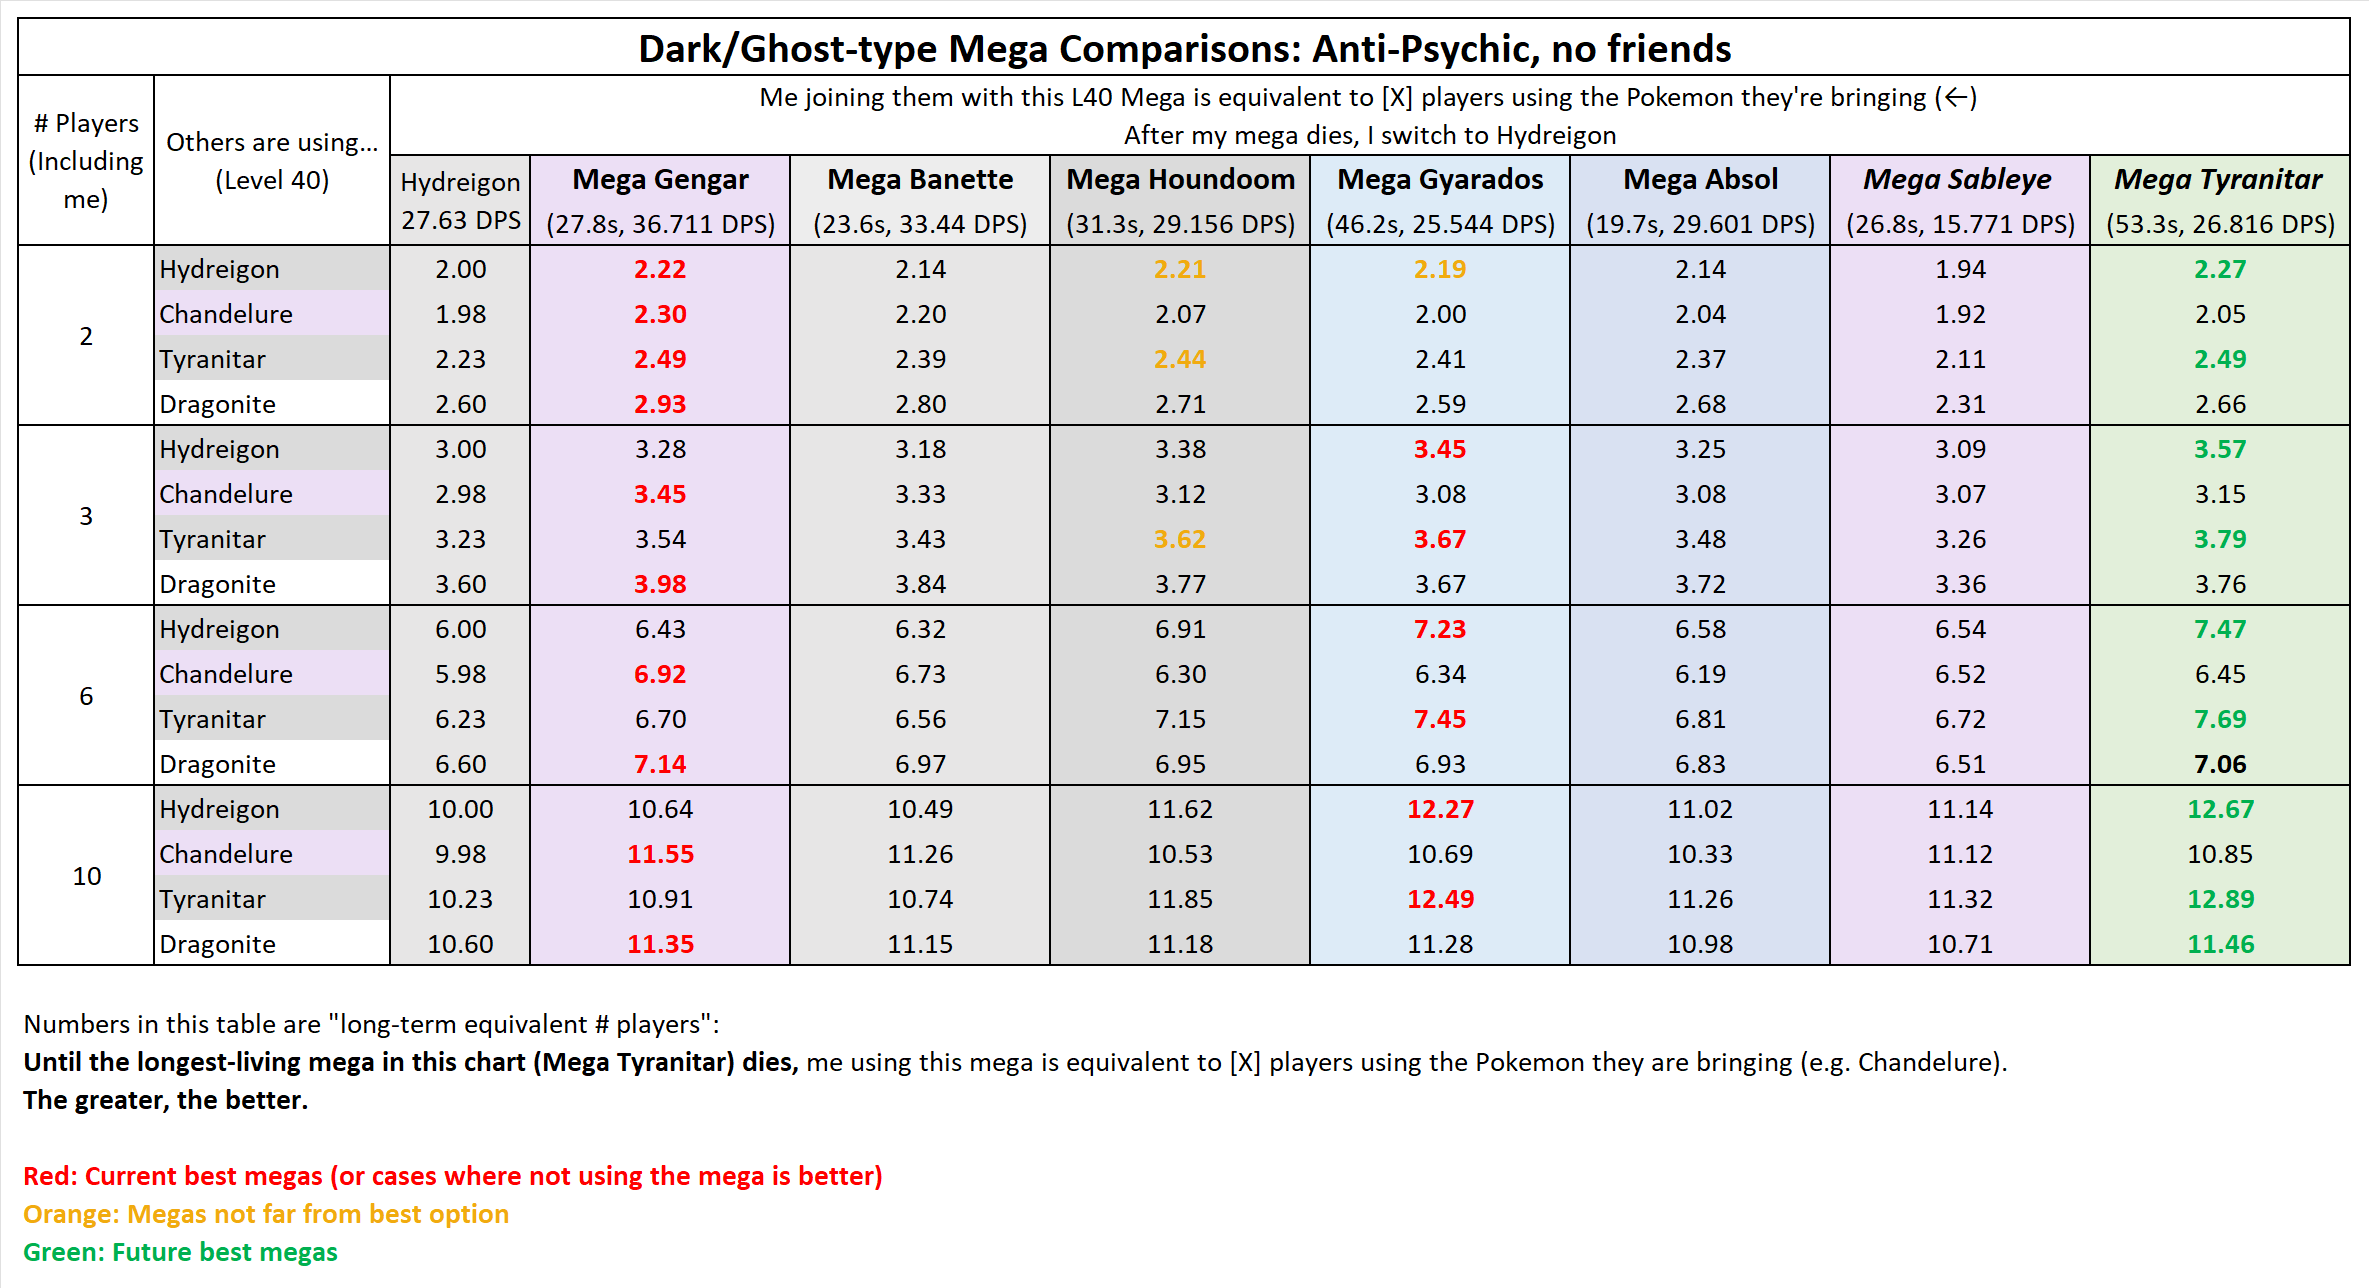 Dark/Ghost-type Mega Comparisons: Anti-Psychic, no friends
# Players (Including me)
Others are using... (Level 40)
Me joining them with this L40 Mega is equivalent to [X] players using the Pokemon they're bringing (←)
After my mega dies, I switch to Hydreigon
Hydreigon 27.63 DPS
Mega Gengar (27.8s, 36.711 DPS)
Mega Banette (23.6s, 33.44 DPS)
Mega Houndoom (31.3s, 29.156 DPS)
Mega Gyarados (46.2s, 25.544 DPS)
Mega Absol (19.7s, 29.601 DPS)
Mega Sableye (26.8s, 15.771 DPS)
Mega Tyranitar (53.3s, 26.816 DPS)
2
Hydreigon 2.00 2.22 2.14 2.21 2.19 2.14 1.94 2.27
Chandelure 1.98 2.30 2.20 2.07 2.00 2.04 1.92 2.05
Tyranitar 2.23 2.49 2.39 2.44 2.41 2.37 2.11 2.49
Dragonite 2.60 2.93 2.80 2.71 2.59 2.68 2.31 2.66
3
Hydreigon 3.00 3.28 3.18 3.38 3.45 3.25 3.09 3.57
Chandelure 2.98 3.45 3.33 3.12 3.08 3.08 3.07 3.15
Tyranitar 3.23 3.54 3.43 3.62 3.67 3.48 3.26 3.79
Dragonite 3.60 3.98 3.84 3.77 3.67 3.72 3.36 3.76
6
Hydreigon 6.00 6.43 6.32 6.91 7.23 6.58 6.54 7.47
Chandelure 5.98 6.92 6.73 6.30 6.34 6.19 6.52 6.45
Tyranitar 6.23 6.70 6.56 7.15 7.45 6.81 6.72 7.69
Dragonite 6.60 7.14 6.97 6.95 6.93 6.83 6.51 7.06
10
Hydreigon 10.00 10.64 10.49 11.62 12.27 11.02 11.14 12.67
Chandelure 9.98 11.55 11.26 10.53 10.69 10.33 11.12 10.85
Tyranitar 10.23 10.91 10.74 11.85 12.49 11.26 11.32 12.89
Dragonite 10.60 11.35 11.15 11.18 11.28 10.98 10.71 11.46
Numbers in this table are "long-term equivalent # players":
Until the longest-living mega in this chart (Mega Tyranitar) dies, me using this mega is equivalent to [X] players using the Pokemon they are bringing (e.g. Chandelure).
The greater, the better.
Red: Current best megas (or cases where not using the mega is better)
Orange: Megas not far from best option
Green: Future best megas